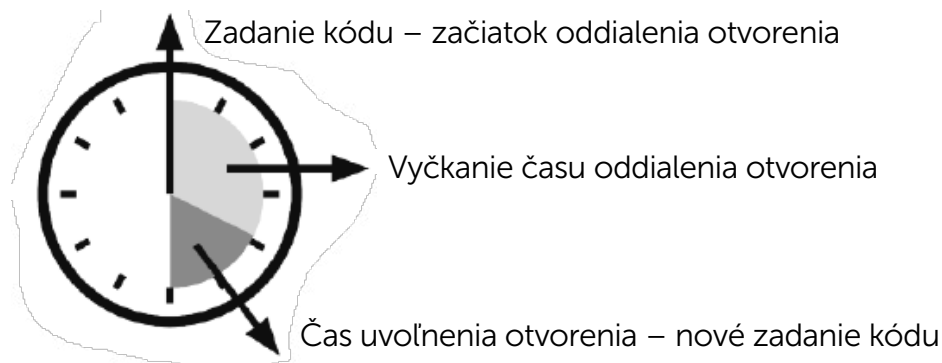 Zadanie kódu – začiatok oddialenia otvorenia
Vyčkanie času oddialenia otvorenia
Čas uvoľnenia otvorenia – nové zadanie kódu